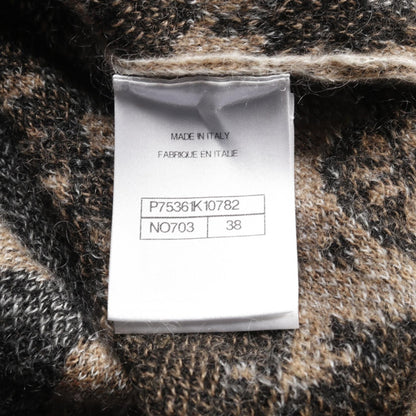 MADE IN ITALY
FABRIQUE EN ITALIE
P75361K10782
NO703 38